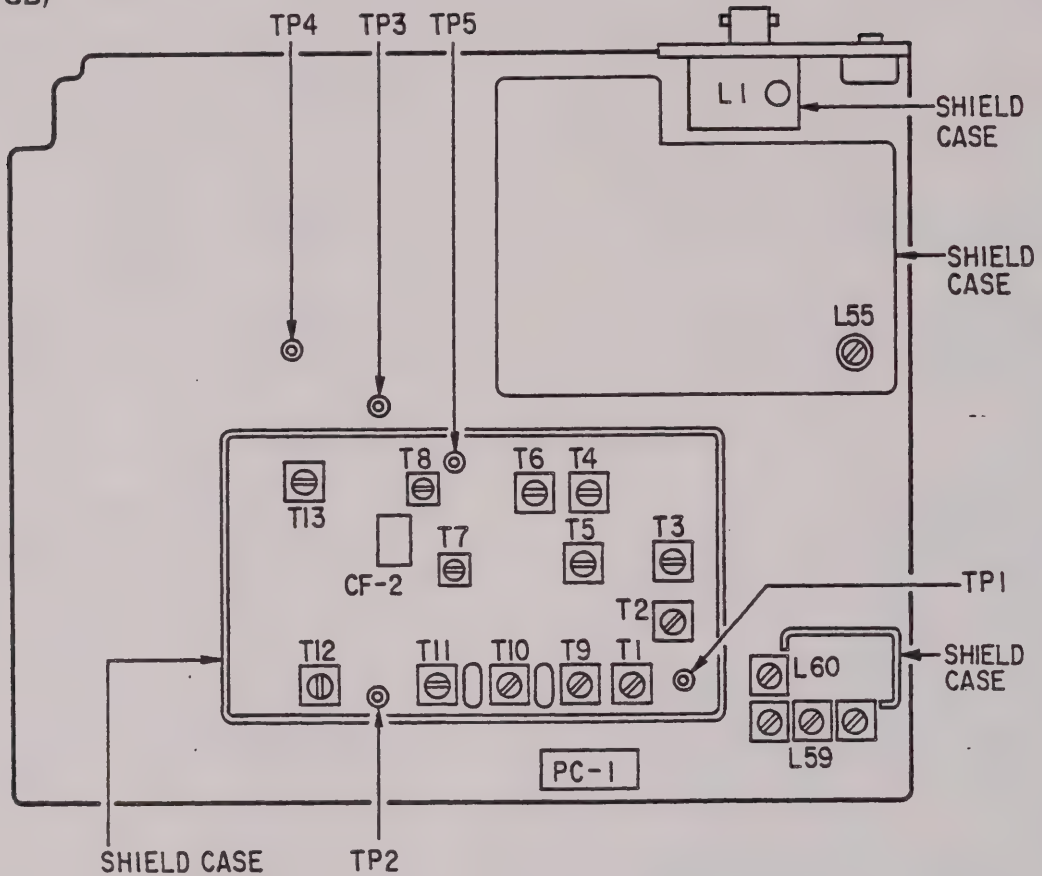 TP4 TP3 TP5
L1
SHIELD
CASE
SHIELD
CASE
L55
T8 T6 T4
T13
T7 T5 T3
CF-2
TP1
T2
T12 T11 T10 T9 T1
L60
SHIELD
CASE
L59
PC-1
SHIELD CASE TP2